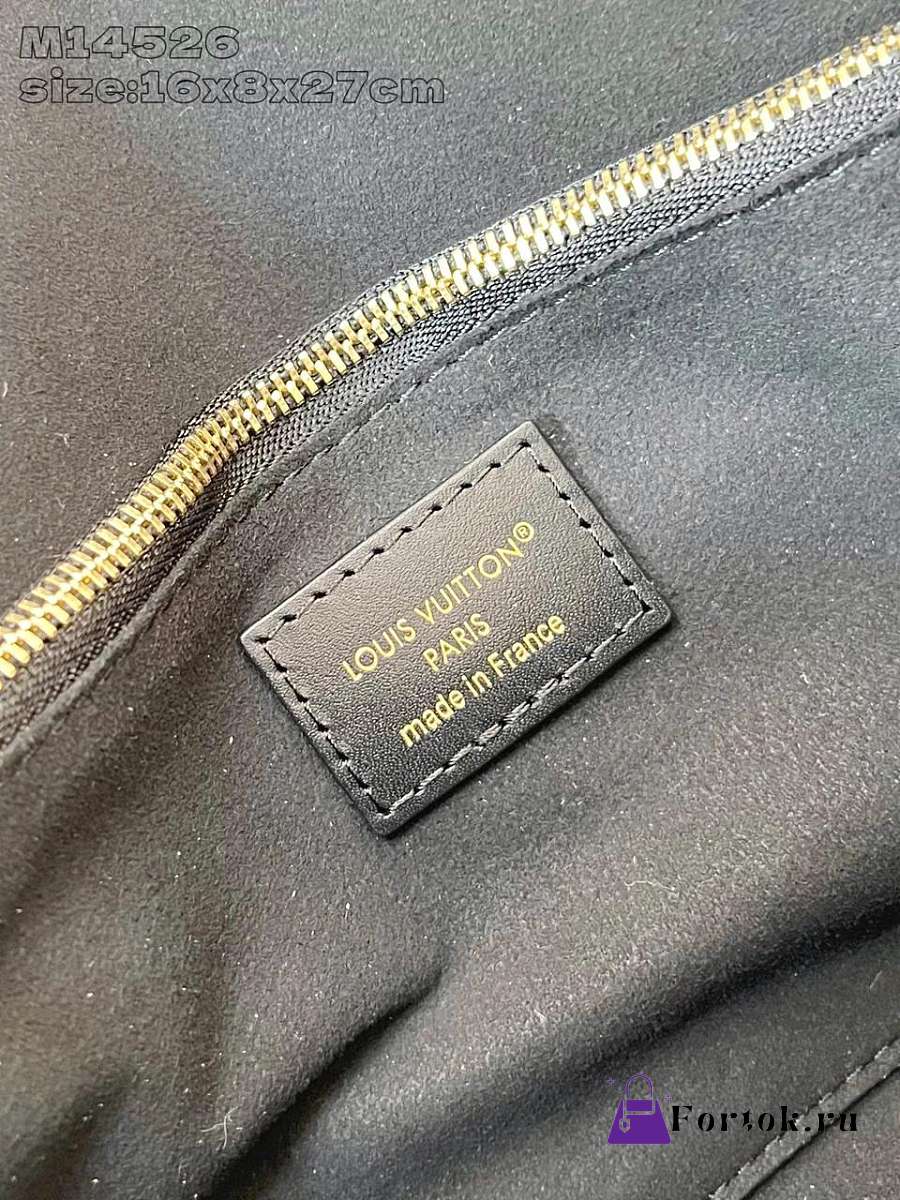 M14526
size:16x8x27cm
LOUIS VUITTON®
PARIS
made in France
Fortok.ru